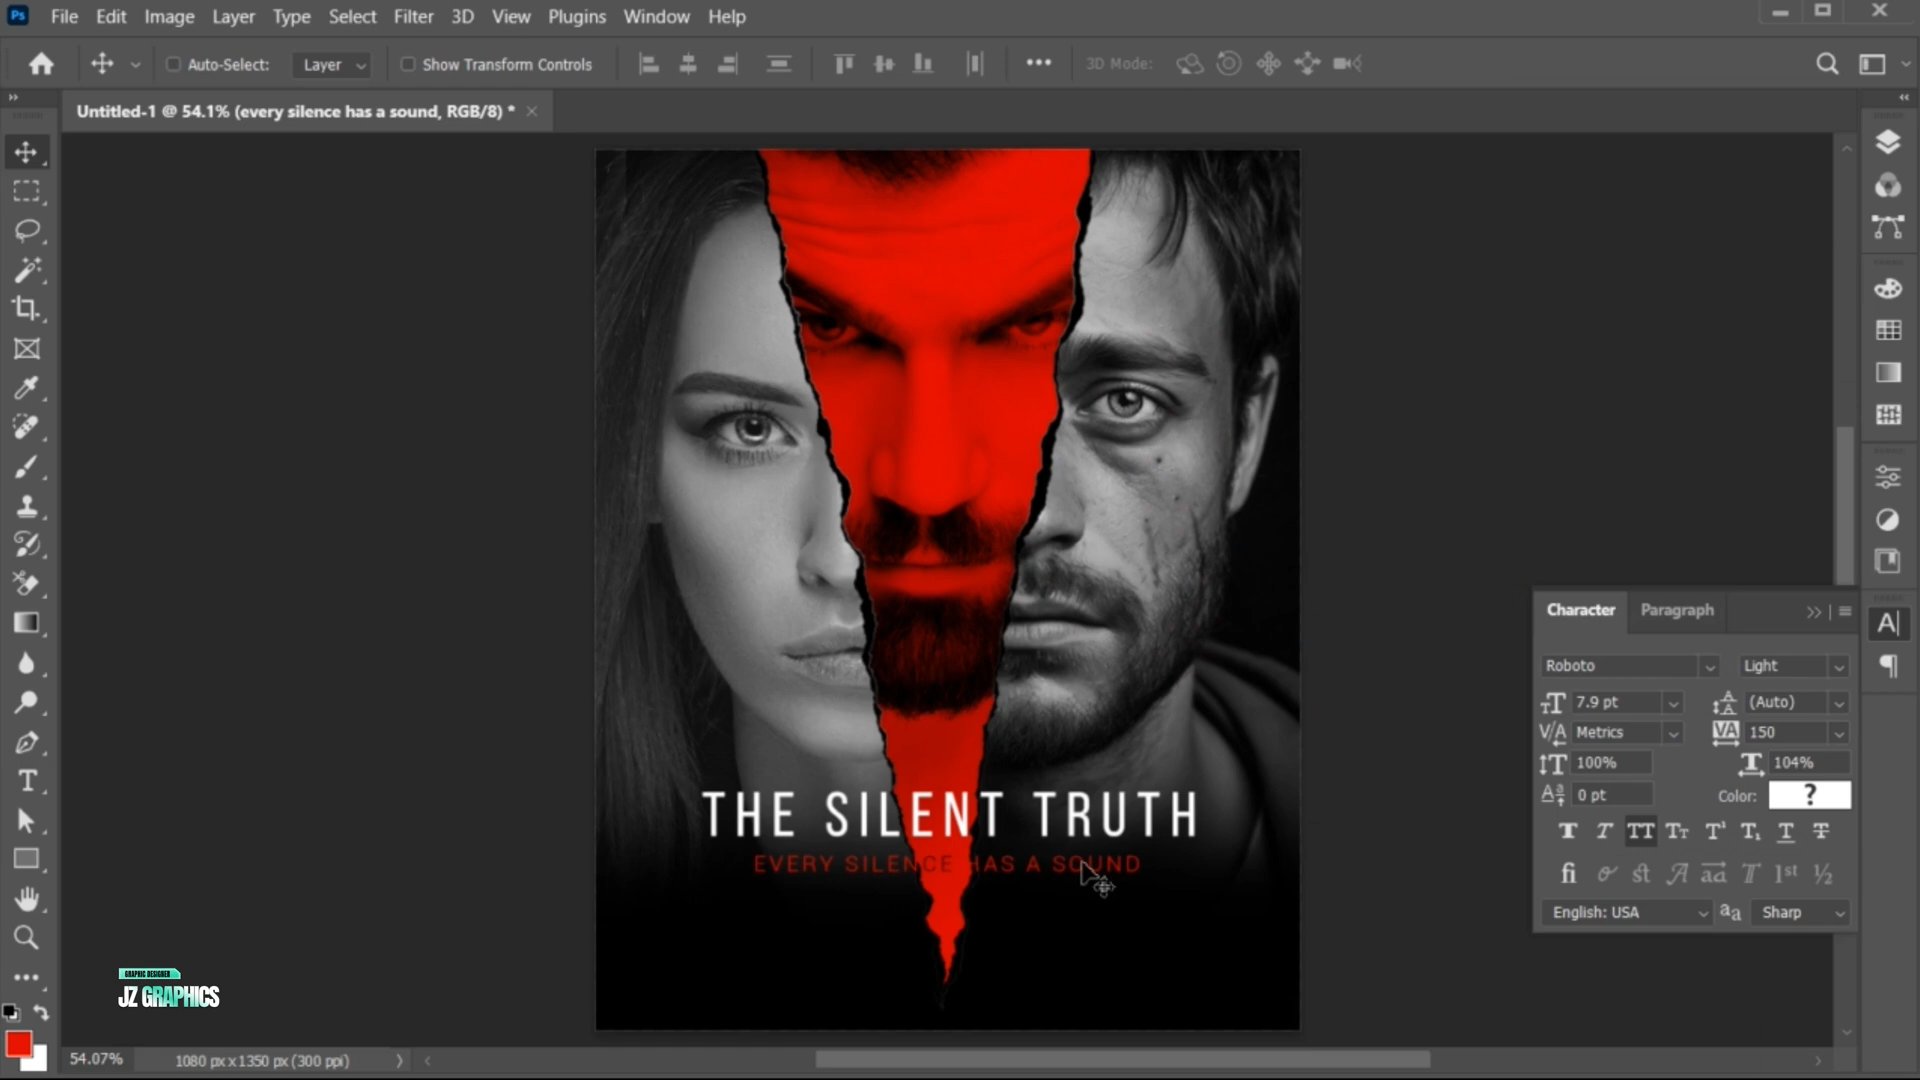 Ps File Edit Image Layer Type Select Filter 3D View Plugins Window Help
Auto-Select: Layer Show Transform Controls 3D Mode:
Untitled-1 @ 54.1% (every silence has a sound, RGB/8) *
THE SILENT TRUTH
EVERY SILENCE HAS A SOUND
Character Paragraph
Roboto Light
7.9 pt (Auto)
Metrics 150
100% 104%
0 pt Color: ?
English: USA Sharp
GRAPHIC DESIGNER
JZ GRAPHICS
54.07% 1080 px x 1350 px (300 ppi)